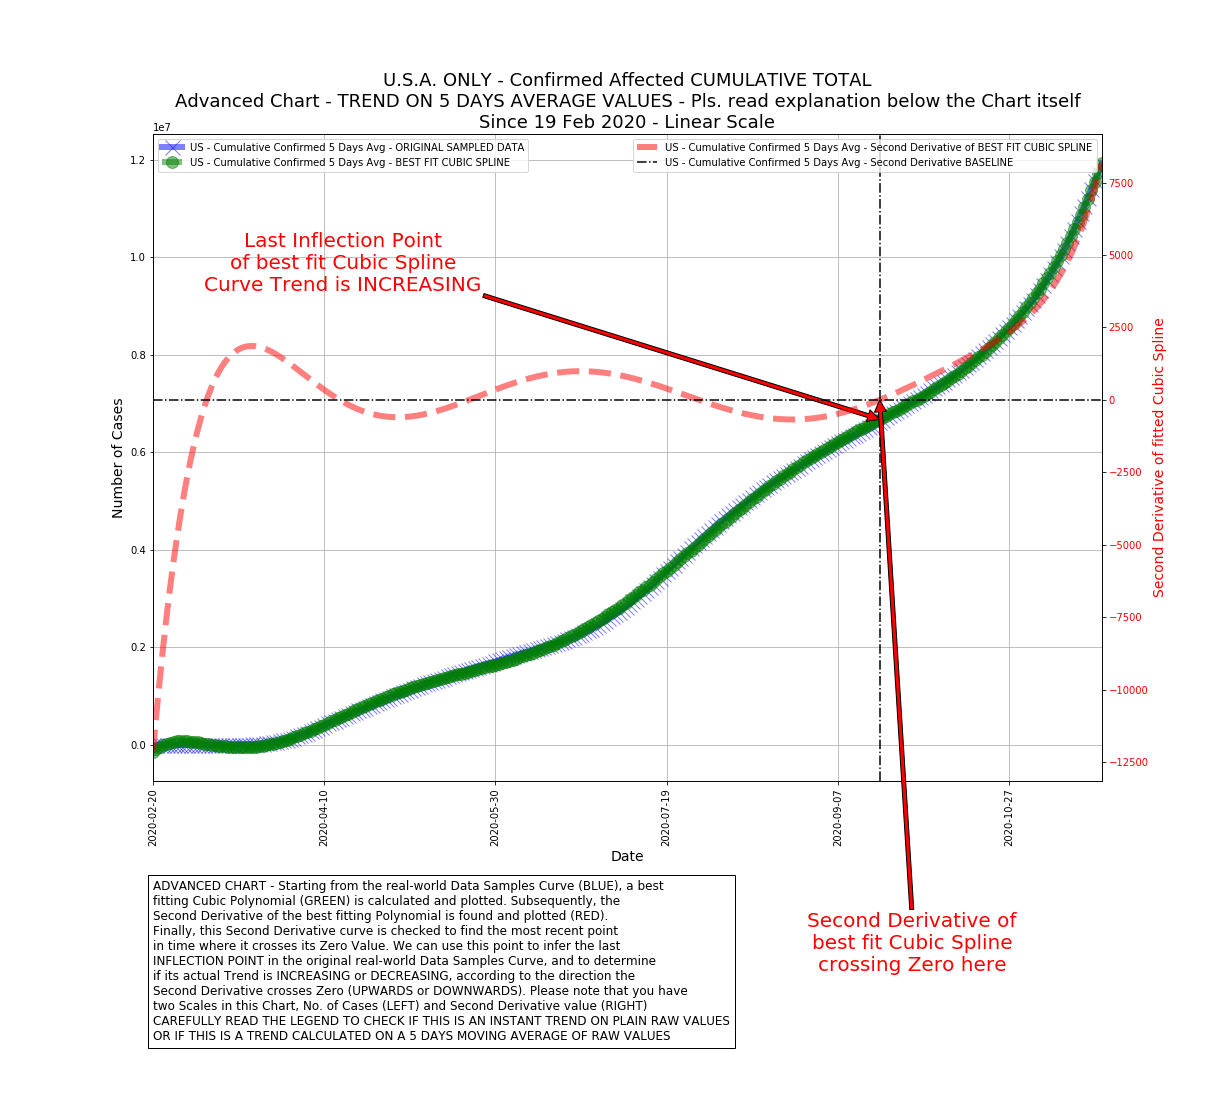 U.S.A. ONLY - Confirmed Affected CUMULATIVE TOTAL
Advanced Chart - TREND ON 5 DAYS AVERAGE VALUES - Pls. read explanation below the Chart itself
Since 19 Feb 2020 - Linear Scale
1e7
US - Cumulative Confirmed 5 Days Avg - ORIGINAL SAMPLED DATA
US - Cumulative Confirmed 5 Days Avg - BEST FIT CUBIC SPLINE
US - Cumulative Confirmed 5 Days Avg - Second Derivative of BEST FIT CUBIC SPLINE
US - Cumulative Confirmed 5 Days Avg - Second Derivative BASELINE
Last Inflection Point
of best fit Cubic Spline
Curve Trend is INCREASING
1.2
1.0
0.8
0.6
0.4
0.2
0.0
Number of Cases
7500
5000
2500
0
−2500
−5000
−7500
−10000
−12500
Second Derivative of fitted Cubic Spline
2020-02-20
2020-04-10
2020-05-30
2020-07-19
2020-09-07
2020-10-27
Date
Second Derivative of
best fit Cubic Spline
crossing Zero here
ADVANCED CHART - Starting from the real-world Data Samples Curve (BLUE), a best
fitting Cubic Polynomial (GREEN) is calculated and plotted. Subsequently, the
Second Derivative of the best fitting Polynomial is found and plotted (RED).
Finally, this Second Derivative curve is checked to find the most recent point
in time where it crosses its Zero Value. We can use this point to infer the last
INFLECTION POINT in the original real-world Data Samples Curve, and to determine
if its actual Trend is INCREASING or DECREASING, according to the direction the
Second Derivative crosses Zero (UPWARDS or DOWNWARDS). Please note that you have
two Scales in this Chart, No. of Cases (LEFT) and Second Derivative value (RIGHT)
CAREFULLY READ THE LEGEND TO CHECK IF THIS IS AN INSTANT TREND ON PLAIN RAW VALUES
OR IF THIS IS A TREND CALCULATED ON A 5 DAYS MOVING AVERAGE OF RAW VALUES